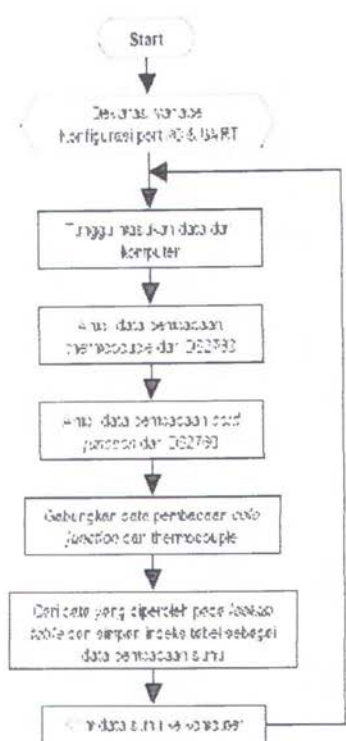 Start
Deklarasi Variabel
Konfigurasi port & UART
Tunggu masukan data dari
komputer
Ambil data pembacaan
thermocouple dari DS2760
Ambil data pembacaan cold
junction dari DS2760
Gabungkan data pembacaan cold
junction dan thermocouple
Cari data yang diperoleh pada lookup
table dan simpan indeks tabel sebagai
data pembacaan suhu
Kirim data suhu ke komputer